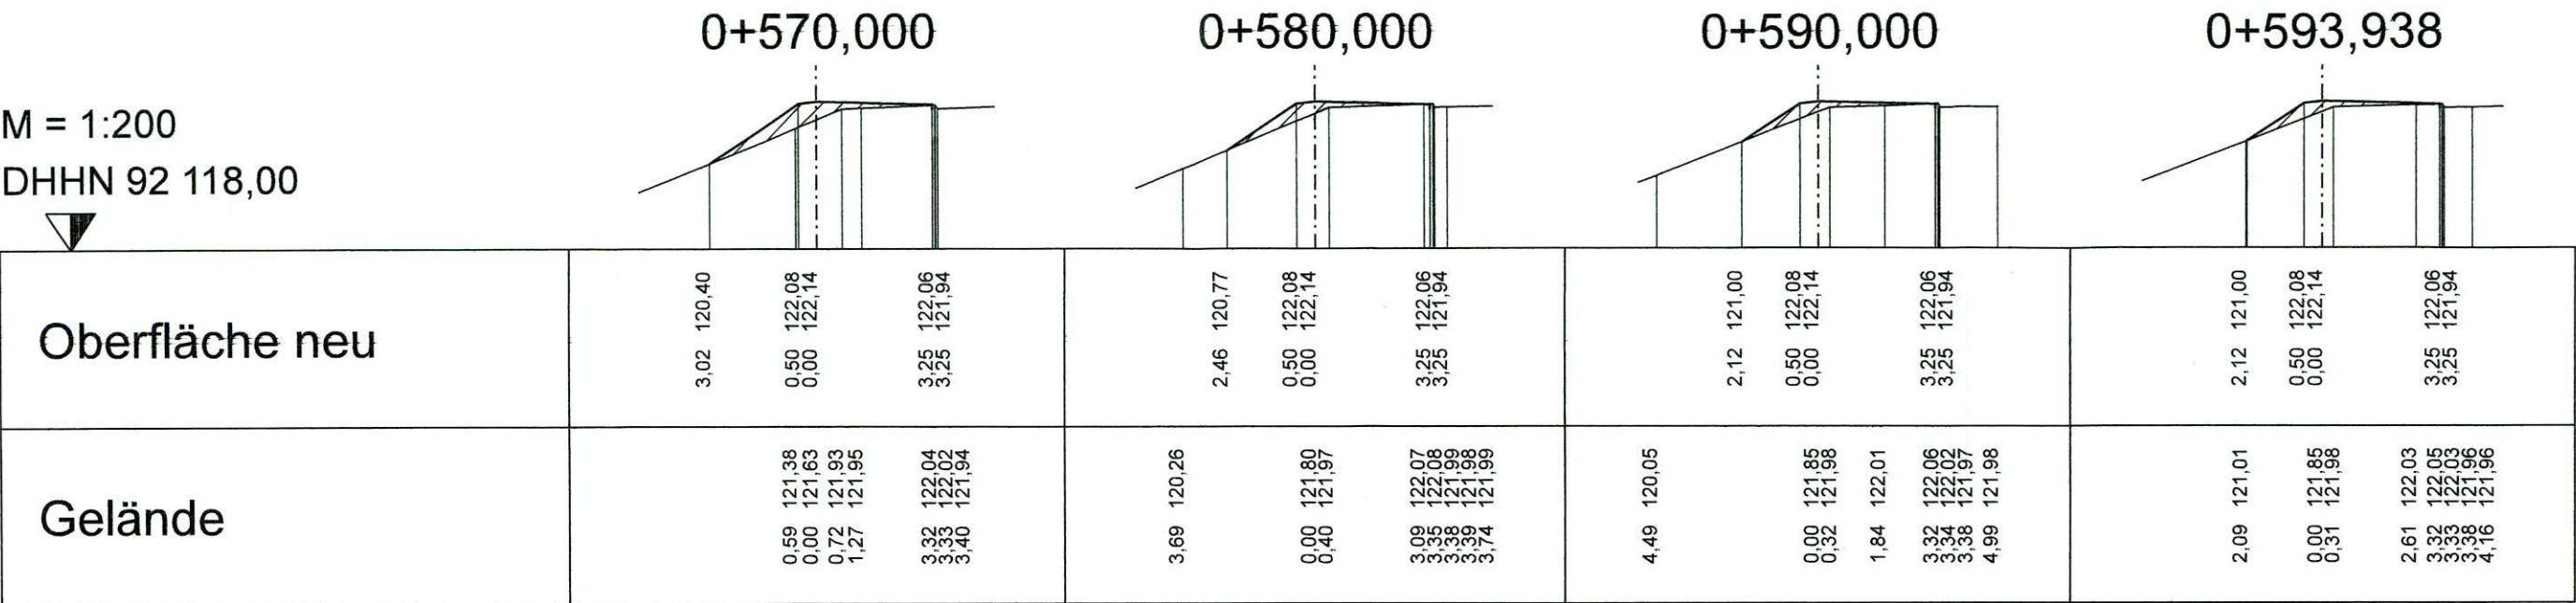 0+570,000 0+580,000 0+590,000 0+593,938
M = 1:200
DHHN 92 118,00
Oberfläche neu
120,40 122,08 122,14 122,06 121,94
3,02 0,50 0,00 3,25 3,25
120,77 122,08 122,14 122,06 121,94
2,46 0,50 0,00 3,25 3,25
121,00 122,08 122,14 122,06 121,94
2,12 0,50 0,00 3,25 3,25
121,00 122,08 122,14 122,06 121,94
2,12 0,50 0,00 3,25 3,25
Gelände
121,38 121,63 121,93 121,95 122,04 122,02 121,94
0,59 0,00 0,72 1,27 3,32 3,33 3,40
120,26 121,80 121,97 122,07 122,08 121,99 121,98 121,99
3,69 0,00 0,40 3,09 3,35 3,38 3,39 3,74
120,05 121,85 121,98 122,01 122,06 122,02 121,97 121,98
4,49 0,00 0,32 1,84 3,32 3,34 3,38 4,99
121,01 121,85 121,98 122,03 122,05 122,03 121,96 121,96
2,09 0,00 0,31 2,61 3,32 3,33 3,38 4,16